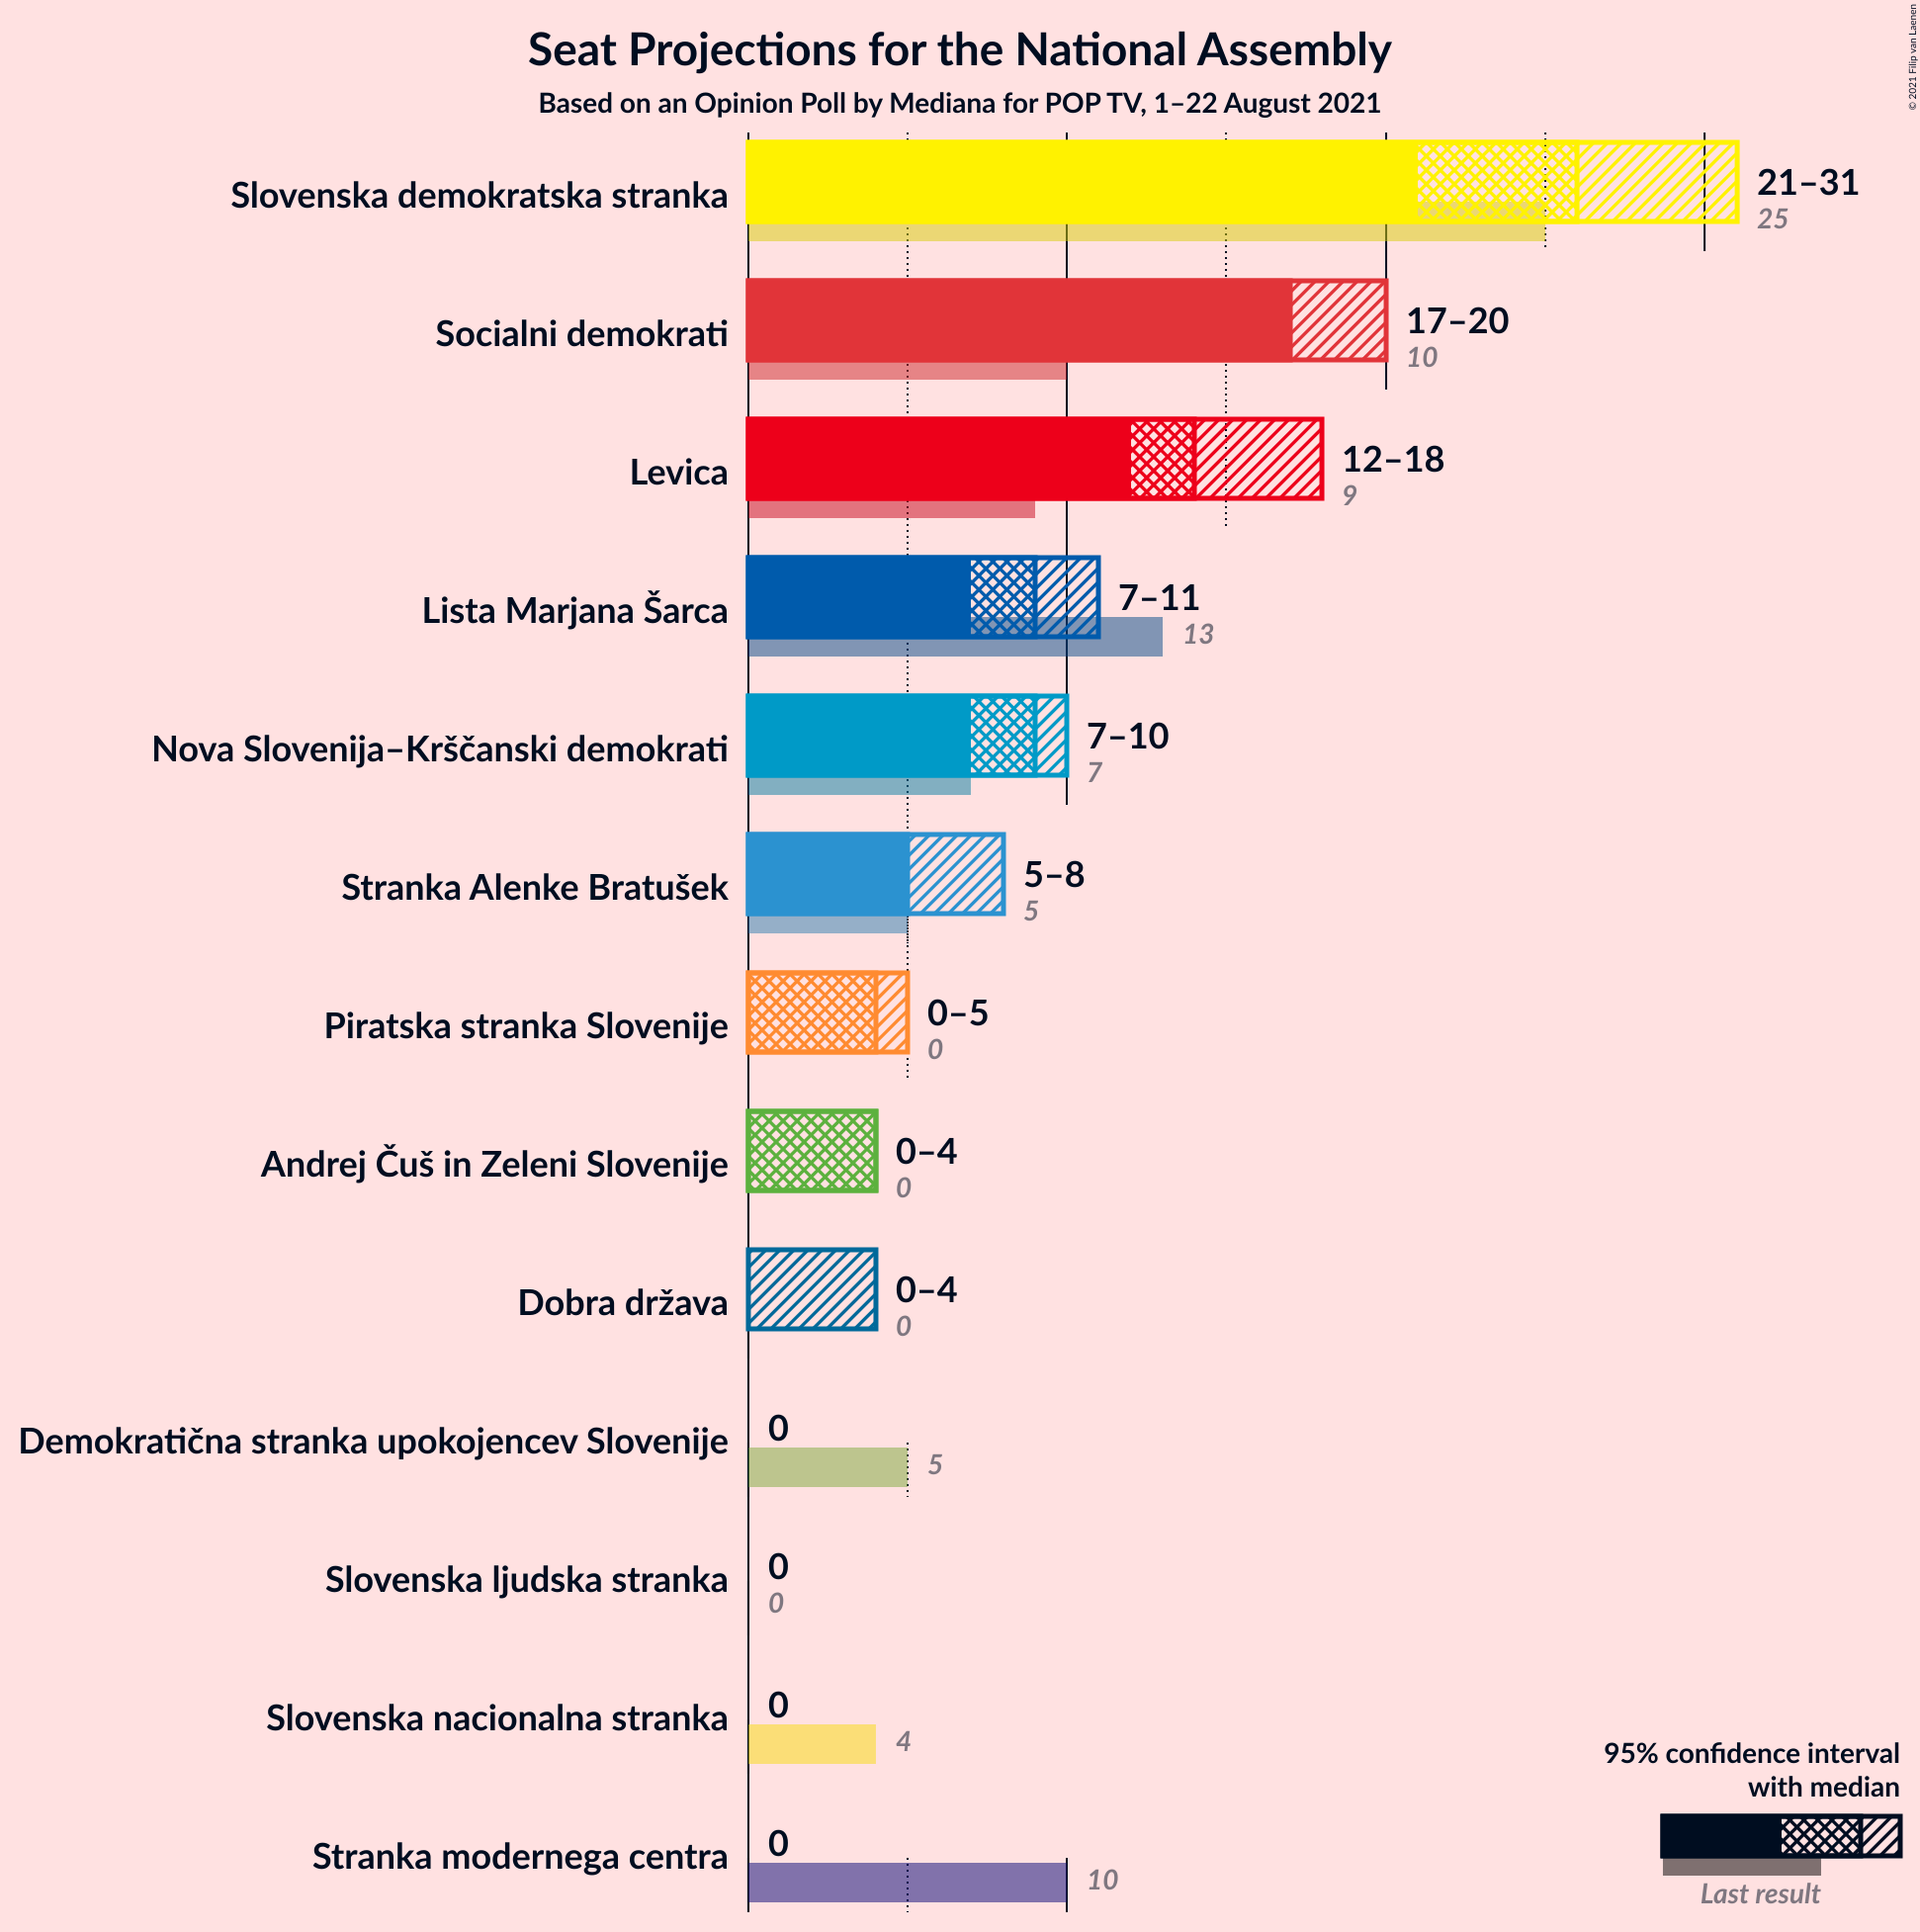 Seat Projections for the National Assembly
Based on an Opinion Poll by Mediana for POP TV, 1–22 August 2021
© 2021 Filip van Laenen
Slovenska demokratska stranka
21–31
25
Socialni demokrati
17–20
10
Levica
12–18
9
Lista Marjana Šarca
7–11
13
Nova Slovenija–Krščanski demokrati
7–10
7
Stranka Alenke Bratušek
5–8
5
Piratska stranka Slovenije
0–5
0
Andrej Čuš in Zeleni Slovenije
0–4
0
Dobra država
0–4
0
Demokratična stranka upokojencev Slovenije
0
5
Slovenska ljudska stranka
0
0
Slovenska nacionalna stranka
0
4
Stranka modernega centra
0
10
95% confidence interval
with median
Last result